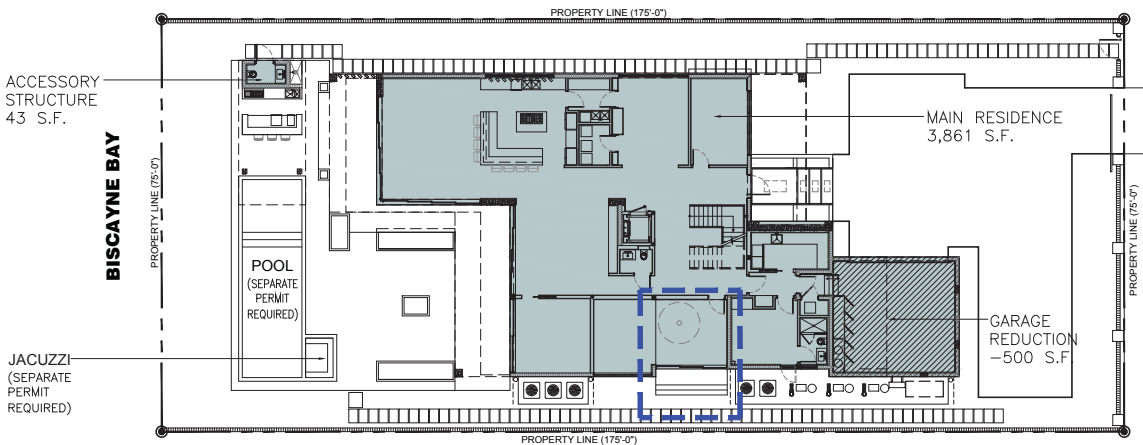 PROPERTY LINE (175'-0")
ACCESSORY
STRUCTURE
43 S.F.
MAIN RESIDENCE
3,861 S.F.
BISCAYNE BAY
PROPERTY LINE (75'-0")
PROPERTY LINE (75'-0")
POOL
(SEPARATE
PERMIT
REQUIRED)
GARAGE
REDUCTION
-500 S.F.
JACUZZI
(SEPARATE
PERMIT
REQUIRED)
PROPERTY LINE (175'-0")